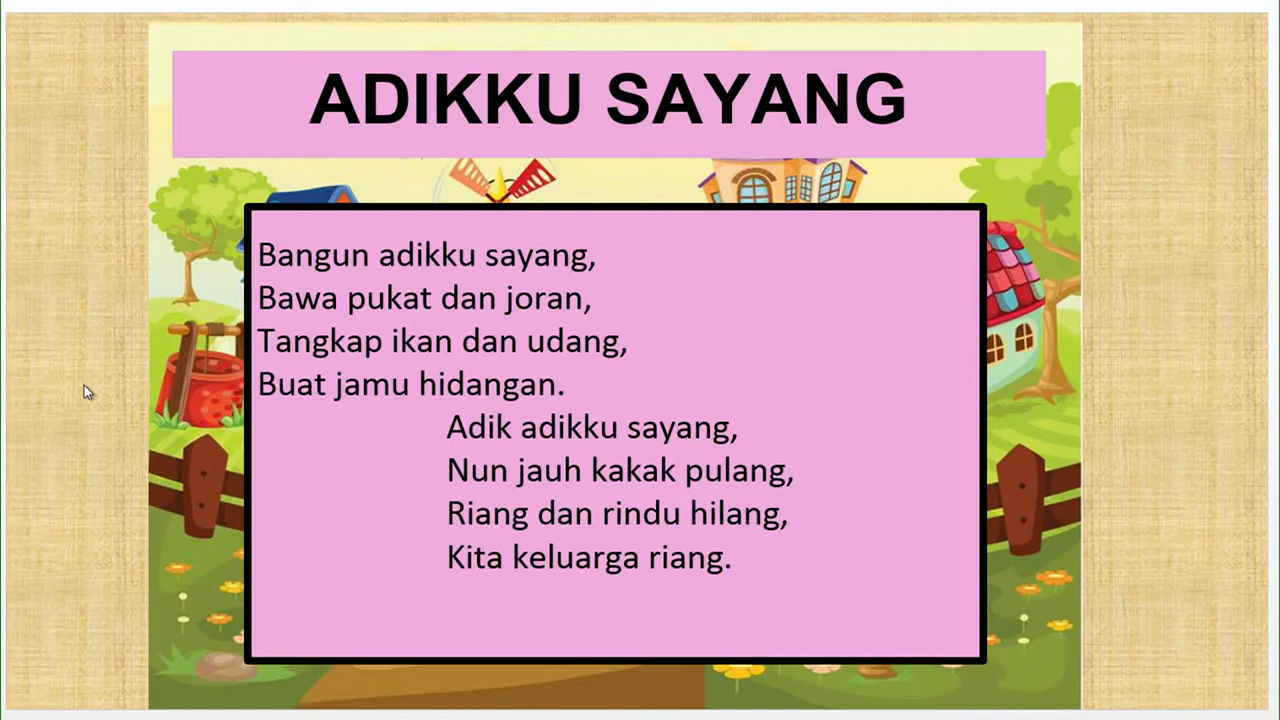 ADIKKU SAYANG
Bangun adikku sayang,
Bawa pukat dan joran,
Tangkap ikan dan udang,
Buat jamu hidangan.
Adik adikku sayang,
Nun jauh kakak pulang,
Riang dan rindu hilang,
Kita keluarga riang.